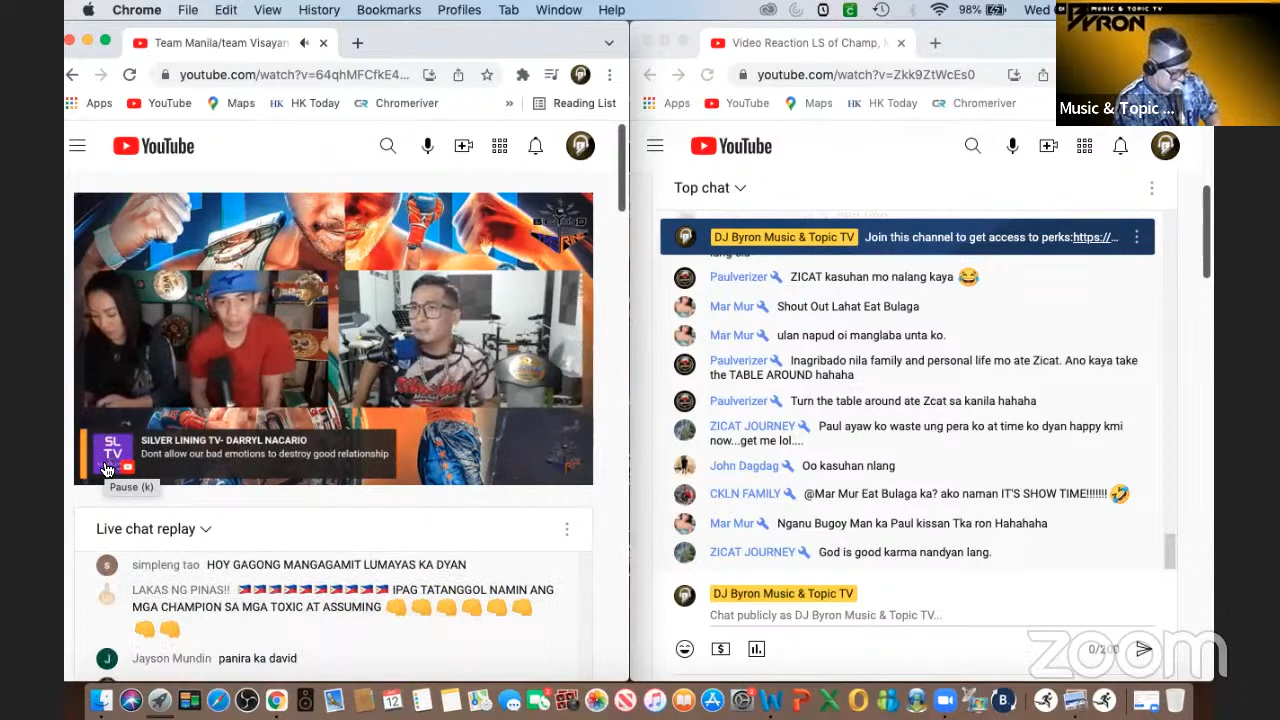 Chrome File Edit View History Bookmarks Profiles Tab Window Help
98% Wed
MUSIC & TOPIC TV
BYRON
Music & Topic ...
Team Manila/team Visayar
youtube.com/watch?v=64qhMFCfkE4...
Apps YouTube Maps HK HK Today CR Chromeriver » Reading List
YouTube
BEYOND
THE RING
SILVER LINING TV- DARRYL NACARIO
SL
TV
Dont allow our bad emotions to destroy good relationship
Pause (k)
Live chat replay
simpleng tao HOY GAGONG MANGAGAMIT LUMAYAS KA DYAN
LAKAS NG PINAS!! 🇵🇭🇵🇭🇵🇭🇵🇭🇵🇭🇵🇭🇵🇭🇵🇭🇵🇭🇵🇭 IPAG TATANGGOL NAMIN ANG
MGA CHAMPION SA MGA TOXIC AT ASSUMING 👊👊👊👊👊👊
👊👊
Jayson Mundin panira ka david
Video Reaction LS of Champ, M
youtube.com/watch?v=Zkk9ZtWcEs0
Apps YouTube Maps HK HK Today CR Chromeriver
YouTube
Top chat
DJ Byron Music & Topic TV Join this channel to get access to perks:https://...
Paulverizer ZICAT kasuhan mo nalang kaya 😂
Mar Mur Shout Out Lahat Eat Bulaga
Mar Mur ulan napud oi manglaba unta ko.
Paulverizer Inagribado nila family and personal life mo ate Zicat. Ano kaya take
the TABLE AROUND hahaha
Paulverizer Turn the table around ate Zcat sa kanila hahaha
ZICAT JOURNEY Paul ayaw ko waste ung pera ko at time ko dyan happy kmi
now...get me lol....
John Dagdag Oo kasuhan nlang
CKLN FAMILY @Mar Mur Eat Bulaga ka? ako naman IT'S SHOW TIME!!!!!!! 🤣
Mar Mur Nganu Bugoy Man ka Paul kissan Tka ron Hahahaha
ZICAT JOURNEY God is good karma nandyan lang.
DJ Byron Music & Topic TV
Chat publicly as DJ Byron Music & Topic TV...
0/200
zoom